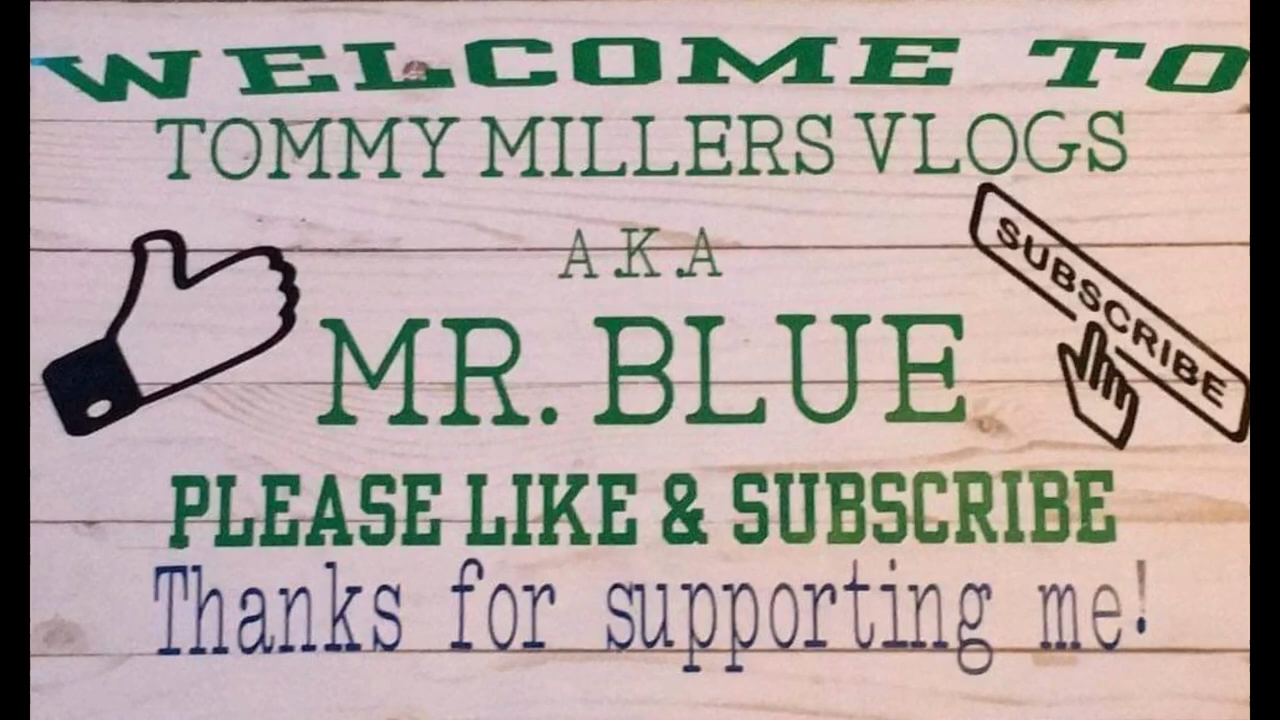 WELCOME TO
TOMMY MILLERS VLOGS
A.K.A
SUBSCRIBE
MR. BLUE
PLEASE LIKE & SUBSCRIBE
Thanks for supporting me!